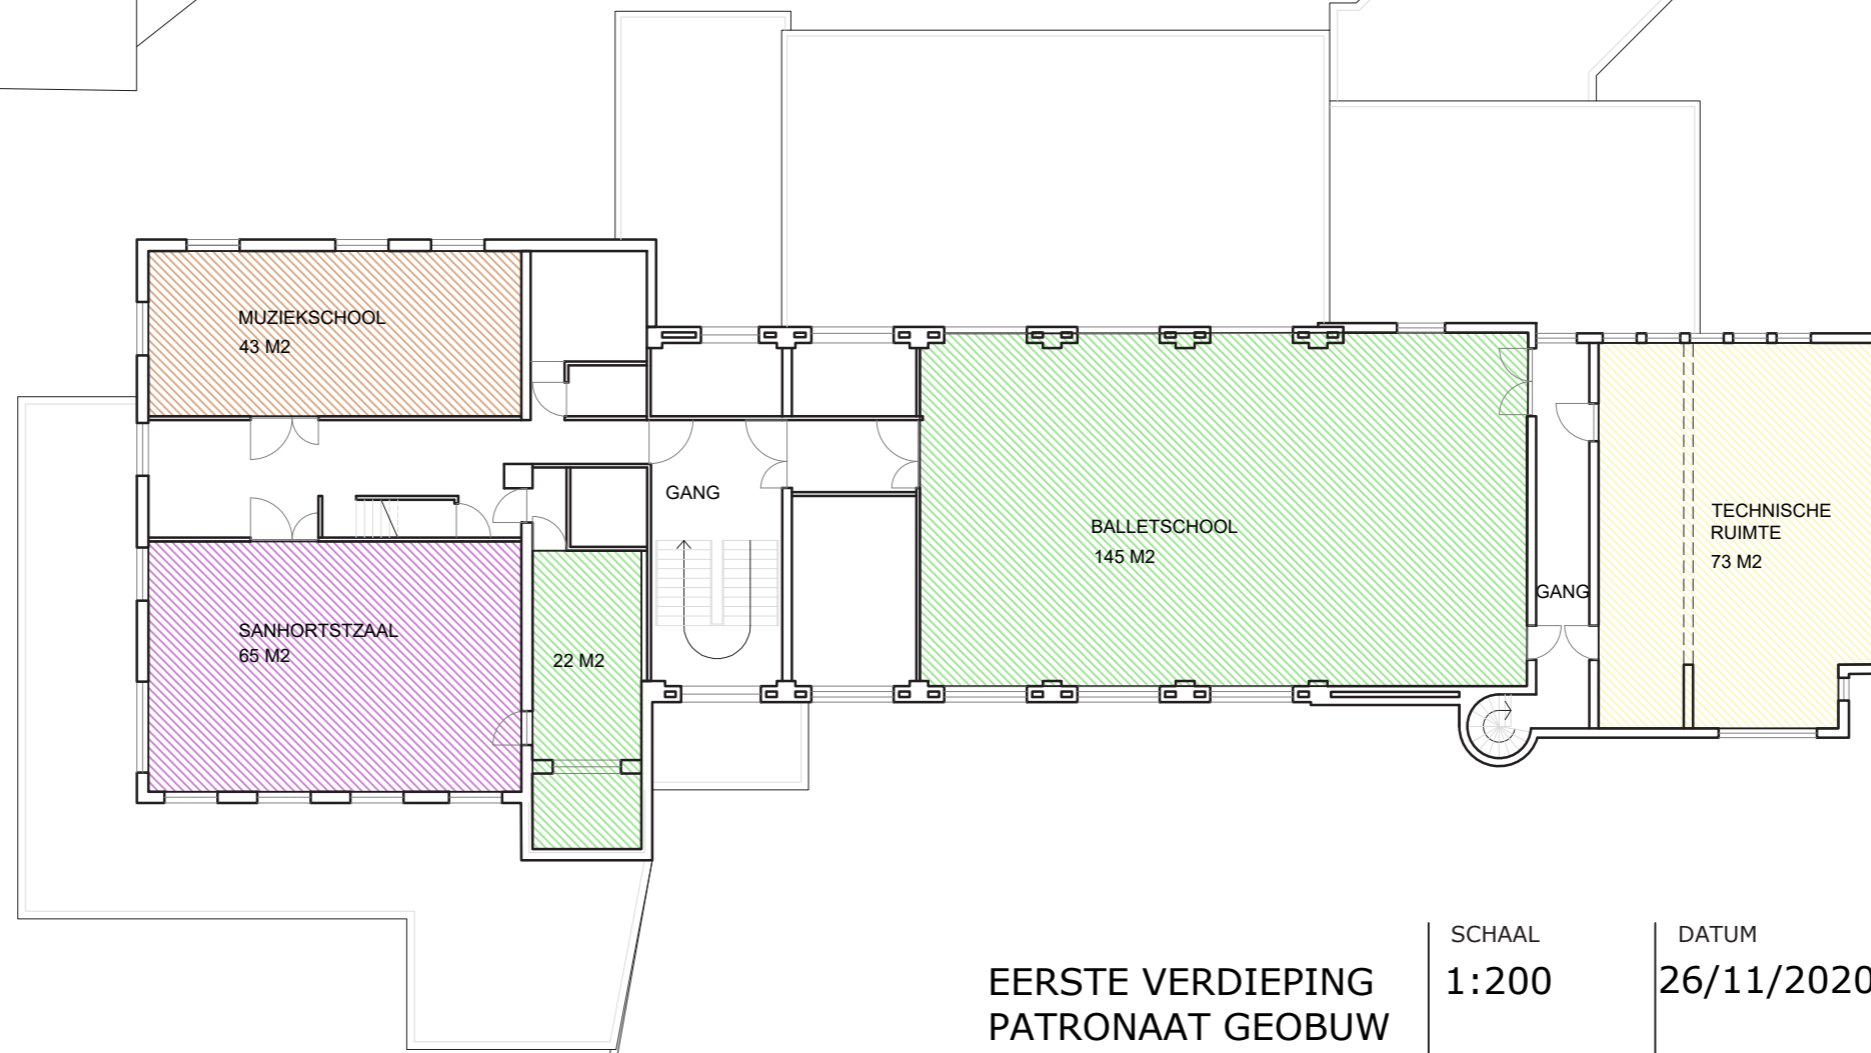 MUZIEKSCHOOL
43 M2
GANG
BALLETSCHOOL
145 M2
TECHNISCHE
RUIMTE
73 M2
GANG
SANHORTSTZAAL
65 M2
22 M2
EERSTE VERDIEPING
PATRONAAT GEOBUW
SCHAAL
1:200
DATUM
26/11/2020